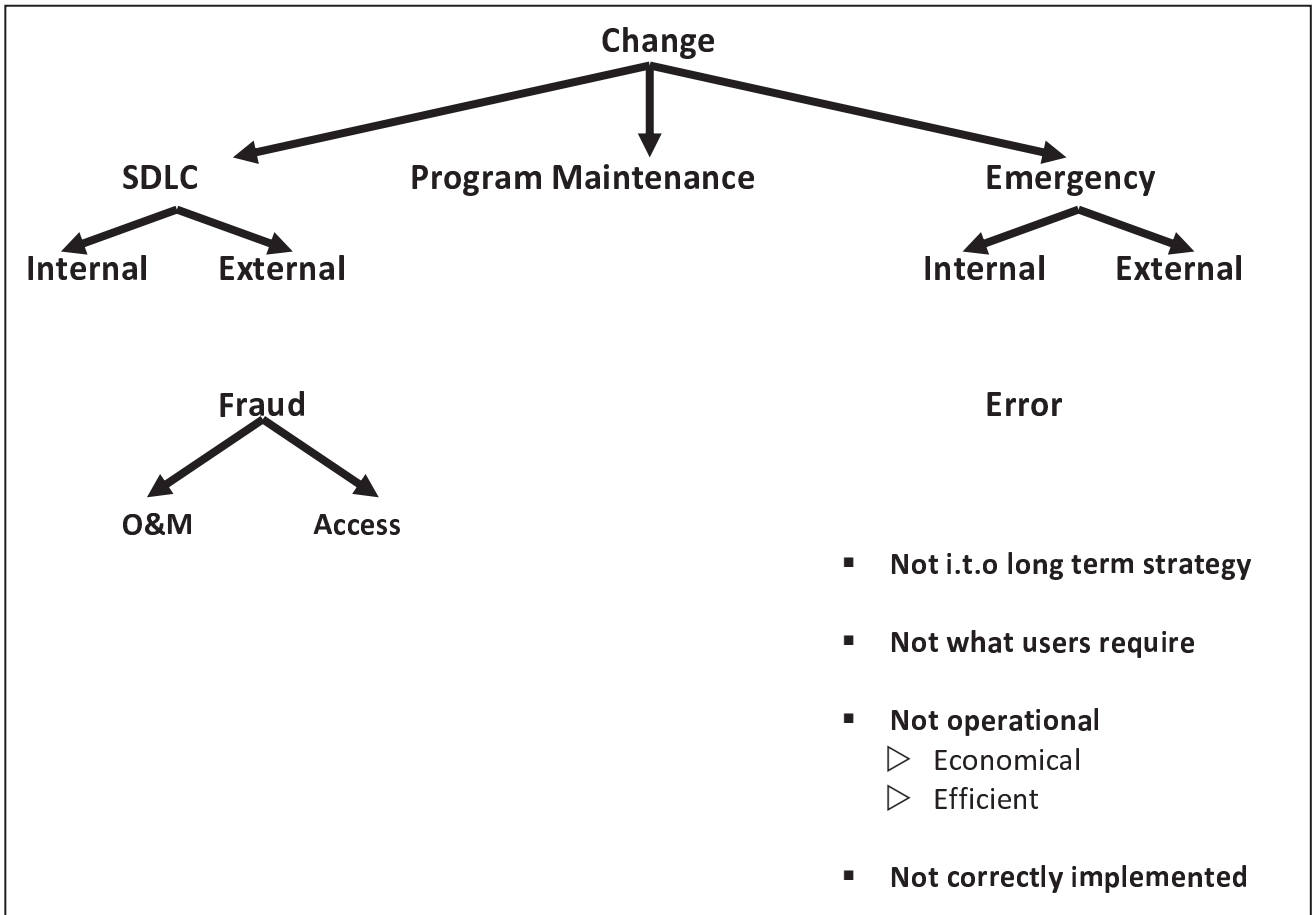 Change
SDLC Program Maintenance Emergency
Internal External Internal External
Fraud Error
O&M Access
▪ Not i.t.o long term strategy
▪ Not what users require
▪ Not operational
▷ Economical
▷ Efficient
▪ Not correctly implemented